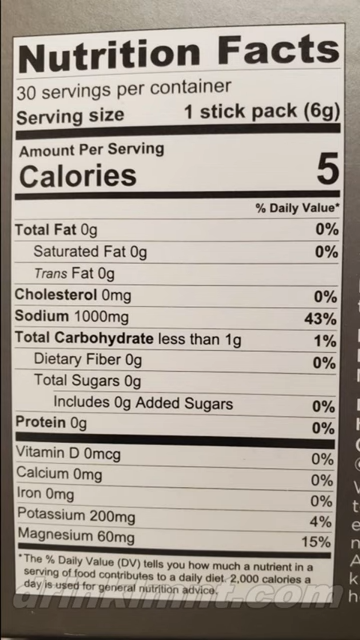 Nutrition Facts
30 servings per container
Serving size 1 stick pack (6g)
Amount Per Serving
Calories 5
% Daily Value*
Total Fat 0g 0%
Saturated Fat 0g 0%
Trans Fat 0g
Cholesterol 0mg 0%
Sodium 1000mg 43%
Total Carbohydrate less than 1g 1%
Dietary Fiber 0g 0%
Total Sugars 0g
Includes 0g Added Sugars 0%
Protein 0g 0%
Vitamin D 0mcg 0%
Calcium 0mg 0%
Iron 0mg 0%
Potassium 200mg 4%
Magnesium 60mg 15%
*The % Daily Value (DV) tells you how much a nutrient in a
serving of food contributes to a daily diet. 2,000 calories a
day is used for general nutrition advice.